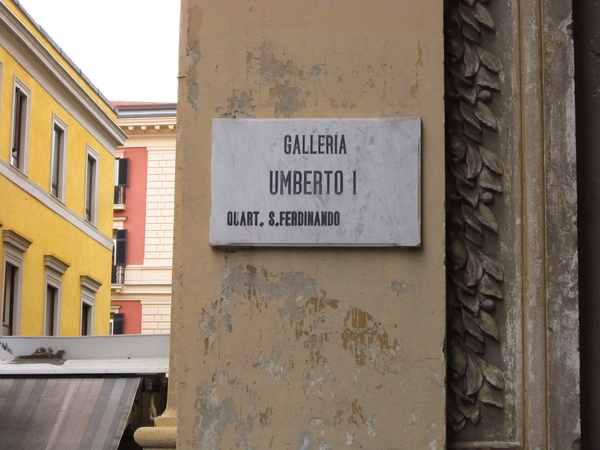 GALLERIA
UMBERTO I
QUART. S.FERDINANDO